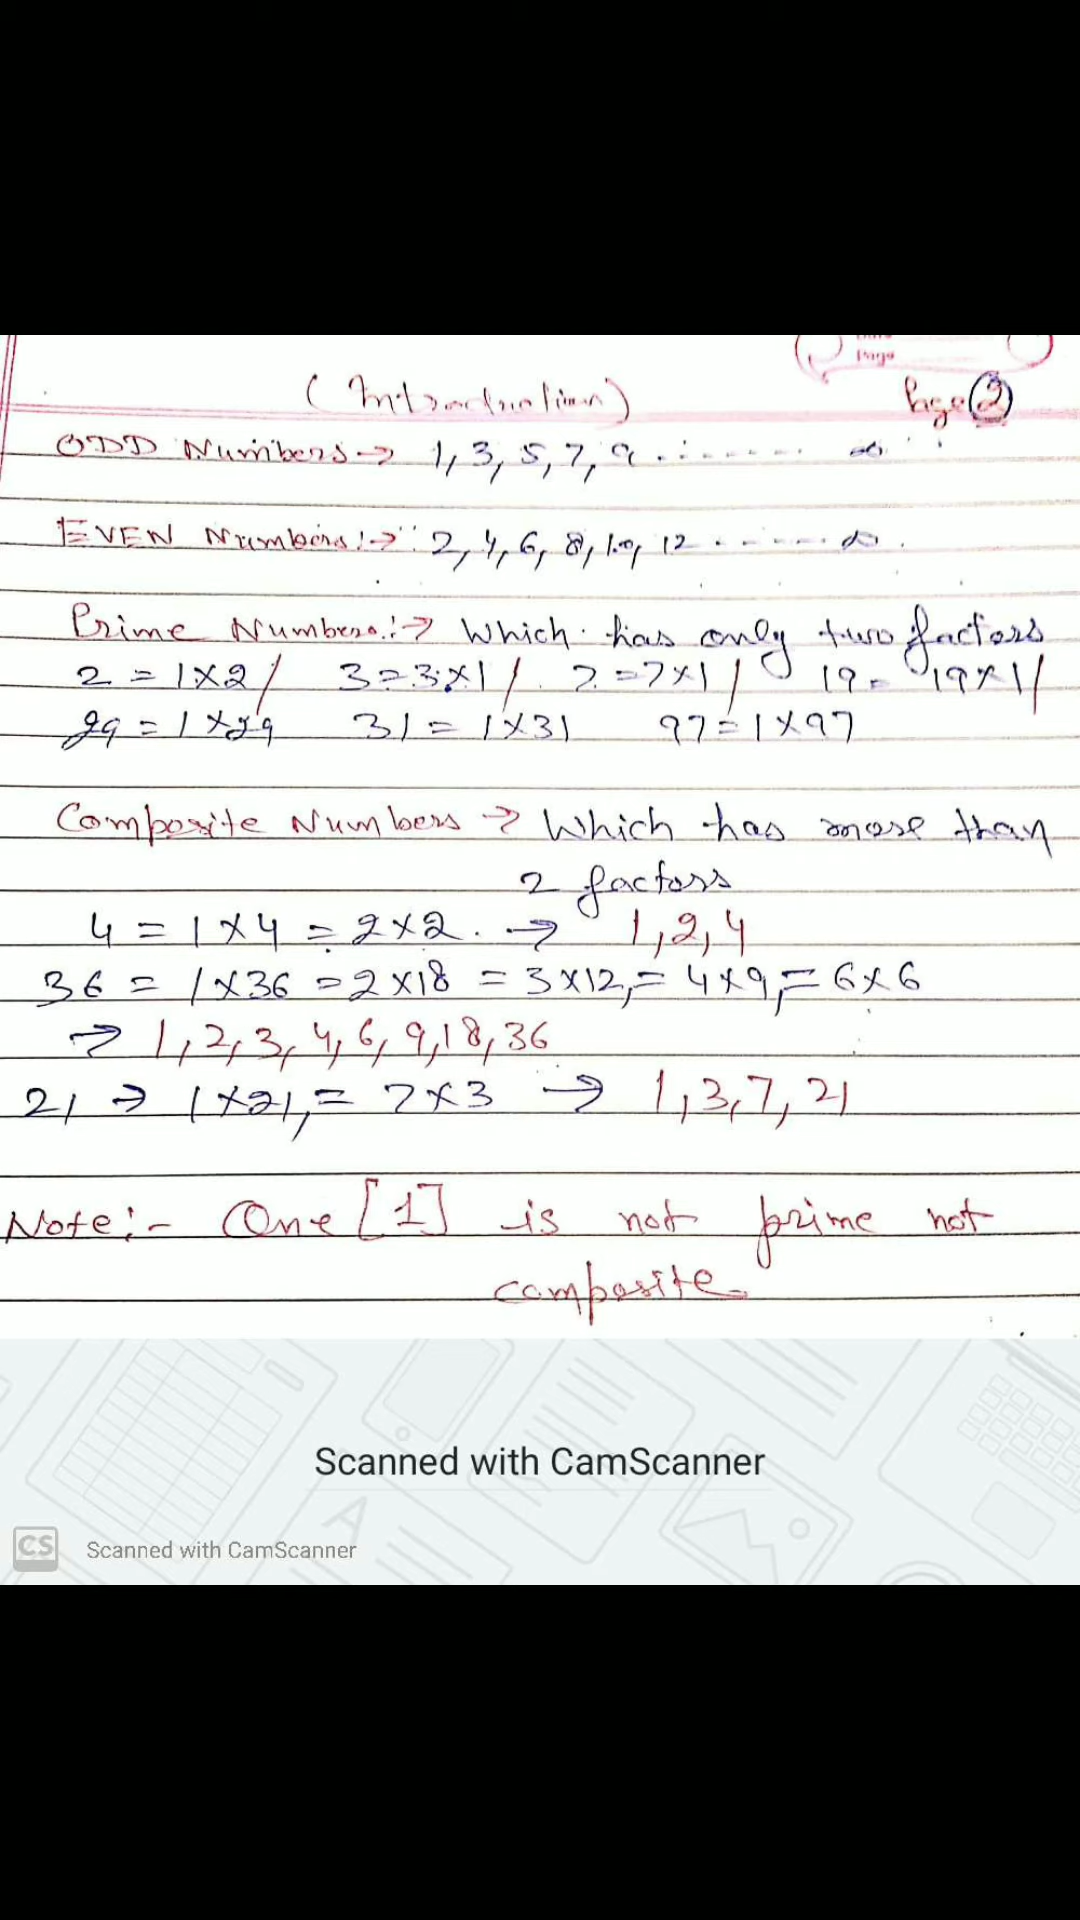 Page
(Introduction)
Page (2)
ODD Numbers → 1, 3, 5, 7, 9 ........... ∞
EVEN Numbers :→ 2, 4, 6, 8, 10, 12 ........ ∞.
Prime Numbers :→ Which has only two factors
2 = 1×2 / 3=3×1 / 7=7×1 / 19= 19×1/
29 = 1×29 31 = 1×31 97=1×97
Composite Numbers → Which has more than
2 factors
4 = 1×4 = 2×2. → 1,2,4
36 = 1×36 =2×18 = 3×12, = 4×9, = 6×6
→ 1,2,3,4,6,9,18,36
21 → 1×21, = 7×3 → 1,3,7,21
Note:- One [1] is not prime not
composite.
Scanned with CamScanner
CS Scanned with CamScanner